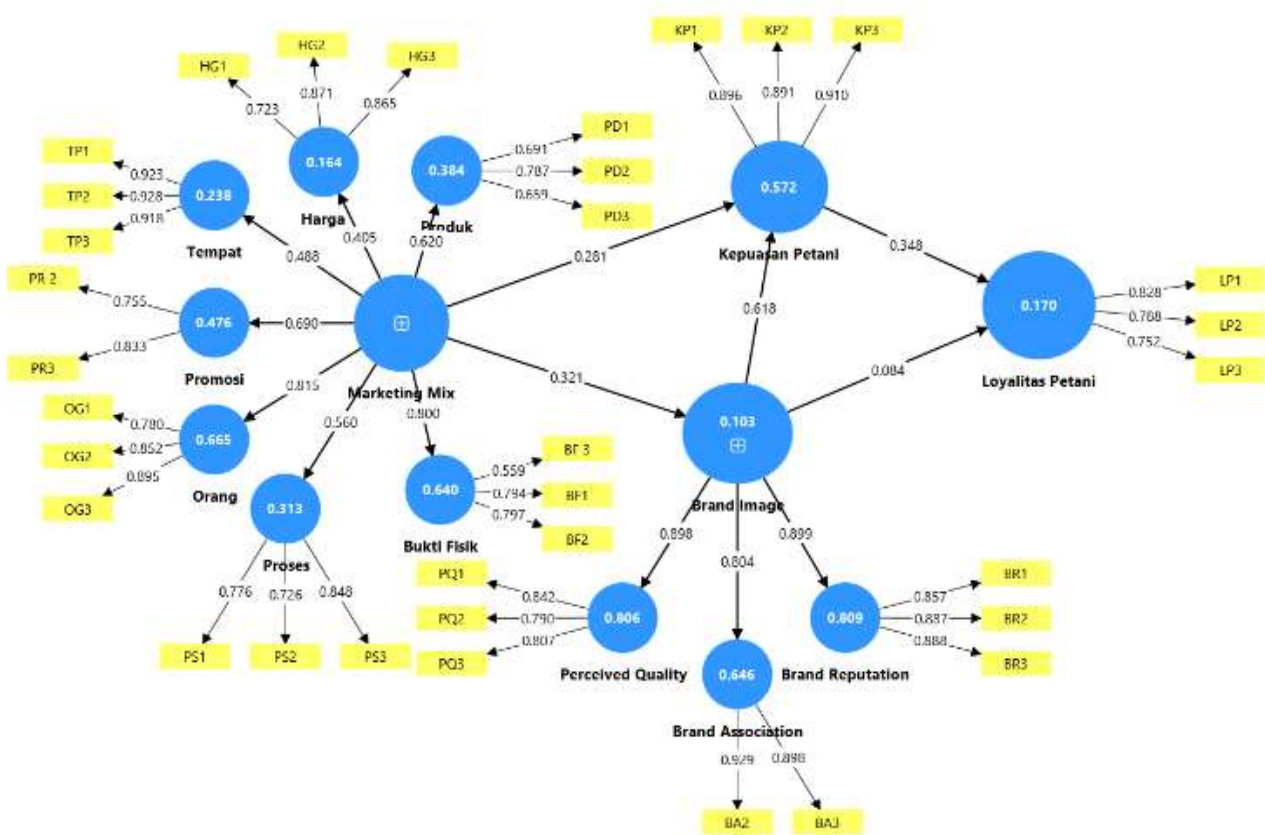 KP1
KP2
KP3
HG1
HG2
HG3
0.896
0.891
0.910
0.723
0.871
0.865
TP1
TP2
TP3
0.923
0.928
0.918
0.238
Tempat
0.164
Harga
0.384
Produk
0.691
0.787
0.659
PD1
PD2
PD3
0.572
Kepuasan Petani
0.488
0.405
0.620
0.281
0.348
PR 2
PR3
0.755
0.833
0.476
Promosi
0.690
Marketing Mix
0.618
0.170
Loyalitas Petani
0.828
0.768
0.752
LP1
LP2
LP3
0.321
0.084
0.815
0.560
0.800
OG1
OG2
OG3
0.780
0.852
0.895
0.665
Orang
0.103
Brand Image
0.313
Proses
0.640
Bukti Fisik
0.559
0.794
0.797
BF 3
BF1
BF2
0.898
0.804
0.899
0.776
0.726
0.848
PS1
PS2
PS3
PQ1
PQ2
PQ3
0.842
0.790
0.807
0.806
Perceived Quality
0.646
Brand Association
0.809
Brand Reputation
0.857
0.887
0.888
BR1
BR2
BR3
0.929
0.898
BA2
BA3